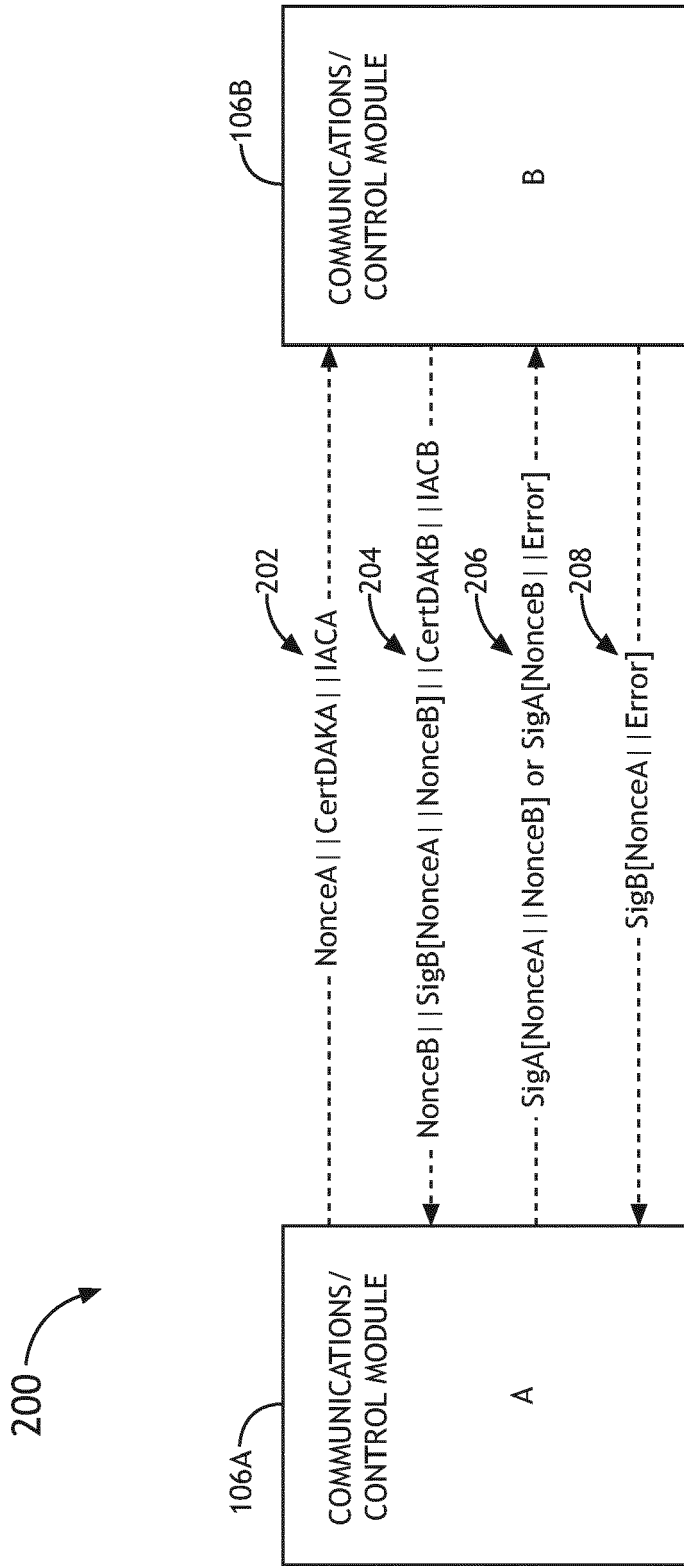 200
106A
COMMUNICATIONS/
CONTROL MODULE
A
106B
COMMUNICATIONS/
CONTROL MODULE
B
202
NonceA||CertDAKA||IACA
204
NonceB||SigB[NonceA||NonceB]||CertDAKB||IACB
206
SigA[NonceA||NonceB] or SigA[NonceB||Error]
208
SigB[NonceA||Error]